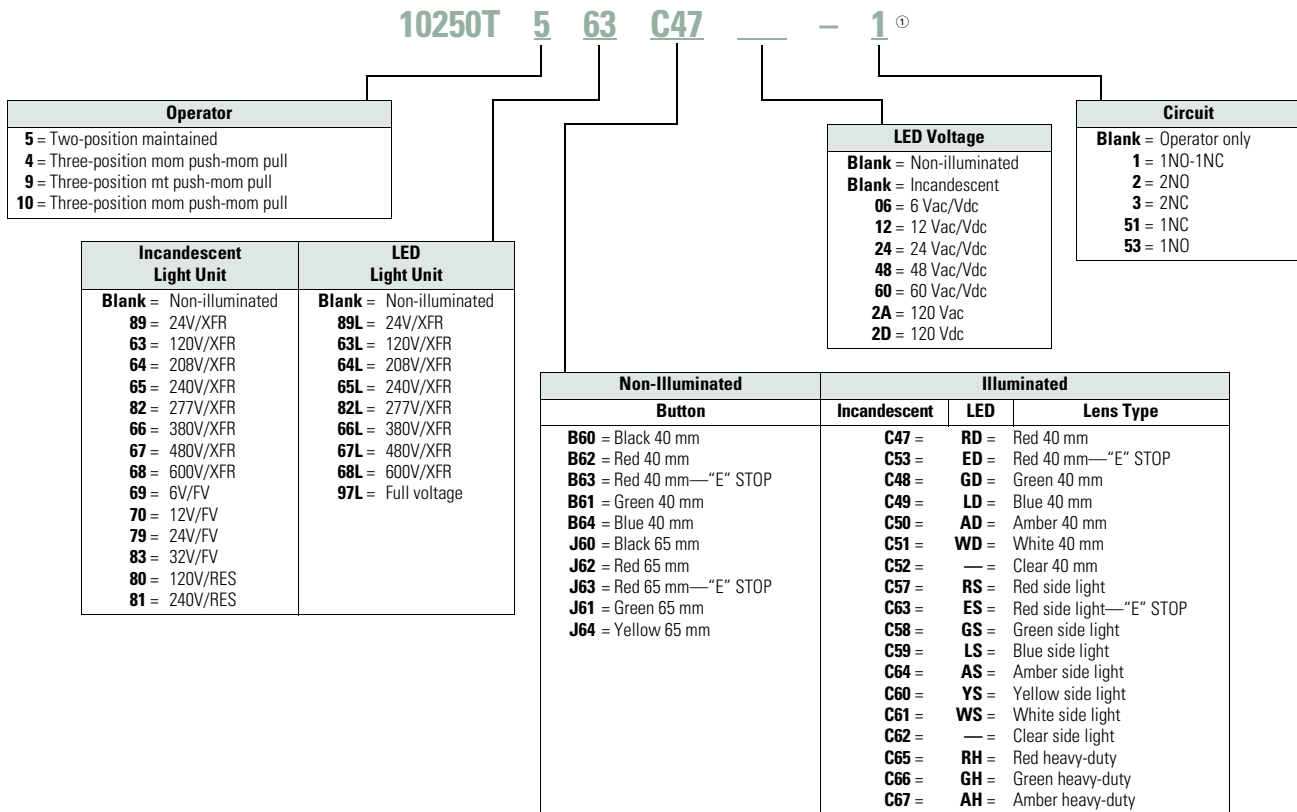 10250T 5 63 C47 ___ – 1 ①
Operator
5 = Two-position maintained
4 = Three-position mom push-mom pull
9 = Three-position mt push-mom pull
10 = Three-position mom push-mom pull
Incandescent Light Unit
Blank = Non-illuminated
89 = 24V/XFR
63 = 120V/XFR
64 = 208V/XFR
65 = 240V/XFR
82 = 277V/XFR
66 = 380V/XFR
67 = 480V/XFR
68 = 600V/XFR
69 = 6V/FV
70 = 12V/FV
79 = 24V/FV
83 = 32V/FV
80 = 120V/RES
81 = 240V/RES
LED Light Unit
Blank = Non-illuminated
89L = 24V/XFR
63L = 120V/XFR
64L = 208V/XFR
65L = 240V/XFR
82L = 277V/XFR
66L = 380V/XFR
67L = 480V/XFR
68L = 600V/XFR
97L = Full voltage
LED Voltage
Blank = Non-illuminated
Blank = Incandescent
06 = 6 Vac/Vdc
12 = 12 Vac/Vdc
24 = 24 Vac/Vdc
48 = 48 Vac/Vdc
60 = 60 Vac/Vdc
2A = 120 Vac
2D = 120 Vdc
Circuit
Blank = Operator only
1 = 1NO-1NC
2 = 2NO
3 = 2NC
51 = 1NC
53 = 1NO
Non-Illuminated
Button
B60 = Black 40 mm
B62 = Red 40 mm
B63 = Red 40 mm—“E” STOP
B61 = Green 40 mm
B64 = Blue 40 mm
J60 = Black 65 mm
J62 = Red 65 mm
J63 = Red 65 mm—“E” STOP
J61 = Green 65 mm
J64 = Yellow 65 mm
Illuminated
Incandescent LED Lens Type
C47 = RD = Red 40 mm
C53 = ED = Red 40 mm—“E” STOP
C48 = GD = Green 40 mm
C49 = LD = Blue 40 mm
C50 = AD = Amber 40 mm
C51 = WD = White 40 mm
C52 = — = Clear 40 mm
C57 = RS = Red side light
C63 = ES = Red side light—“E” STOP
C58 = GS = Green side light
C59 = LS = Blue side light
C64 = AS = Amber side light
C60 = YS = Yellow side light
C61 = WS = White side light
C62 = — = Clear side light
C65 = RH = Red heavy-duty
C66 = GH = Green heavy-duty
C67 = AH = Amber heavy-duty